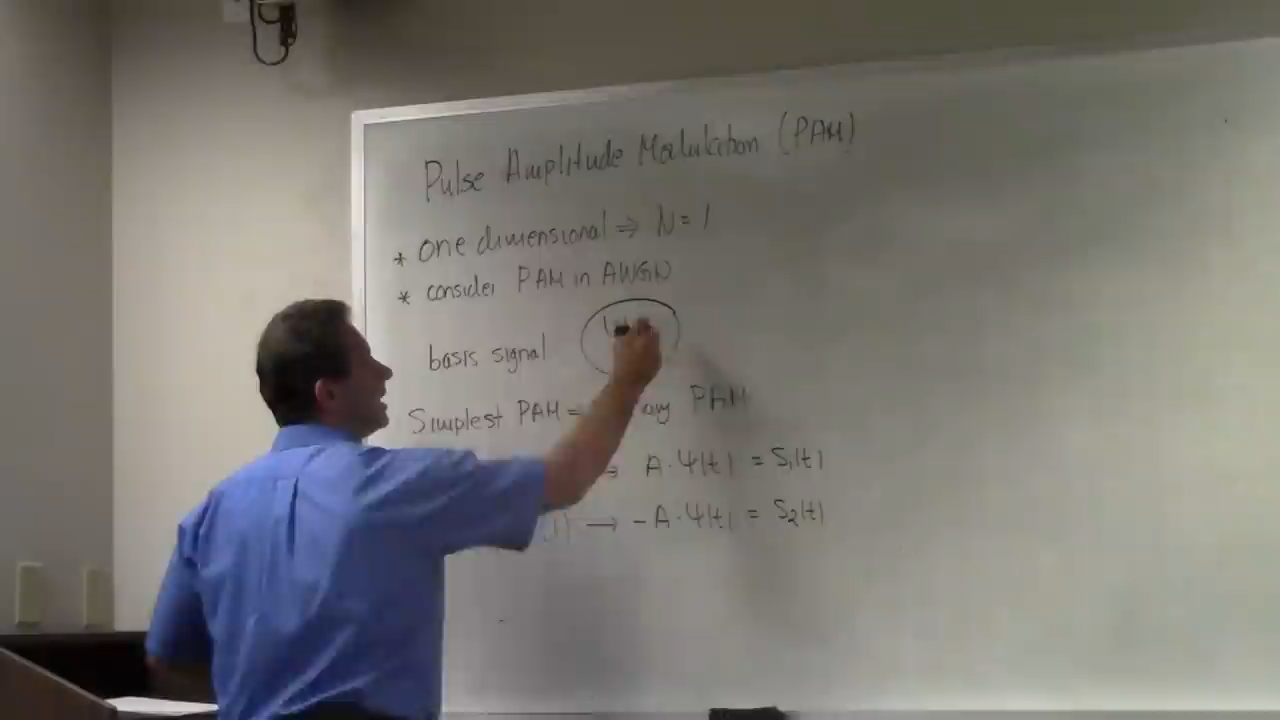 Pulse Amplitude Modulation (PAM)
* one dimensional ⇒ N = 1
* consider PAM in AWGN
basis signal
Simplest PAM = PAM
A·Ψ(t) = S₁(t)
→ -A·Ψ(t) = S₂(t)